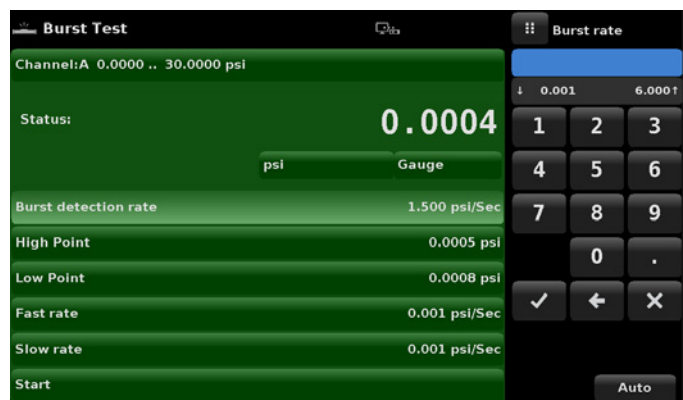 Burst Test
Channel:A 0.0000 .. 30.0000 psi
Status:
0.0004
psi Gauge
Burst detection rate 1.500 psi/Sec
High Point 0.0005 psi
Low Point 0.0008 psi
Fast rate 0.001 psi/Sec
Slow rate 0.001 psi/Sec
Start
Burst rate
↓ 0.001 6.000↑
1 2 3
4 5 6
7 8 9
0 .
Auto